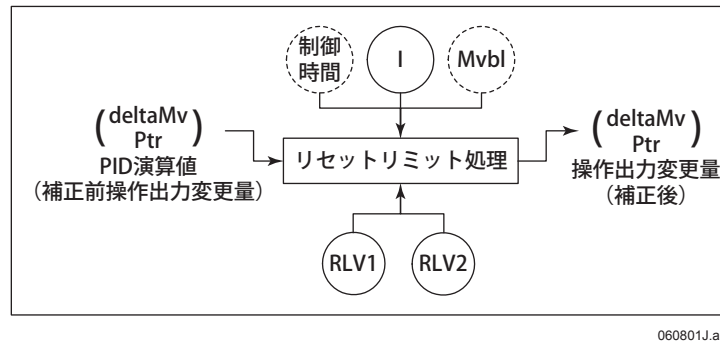 制御
時間
I
Mvbl
(deltaMv
Ptr)
PID演算値
（補正前操作出力変更量）
リセットリミット処理
(deltaMv
Ptr)
操作出力変更量
（補正後）
RLV1
RLV2
060801J.a